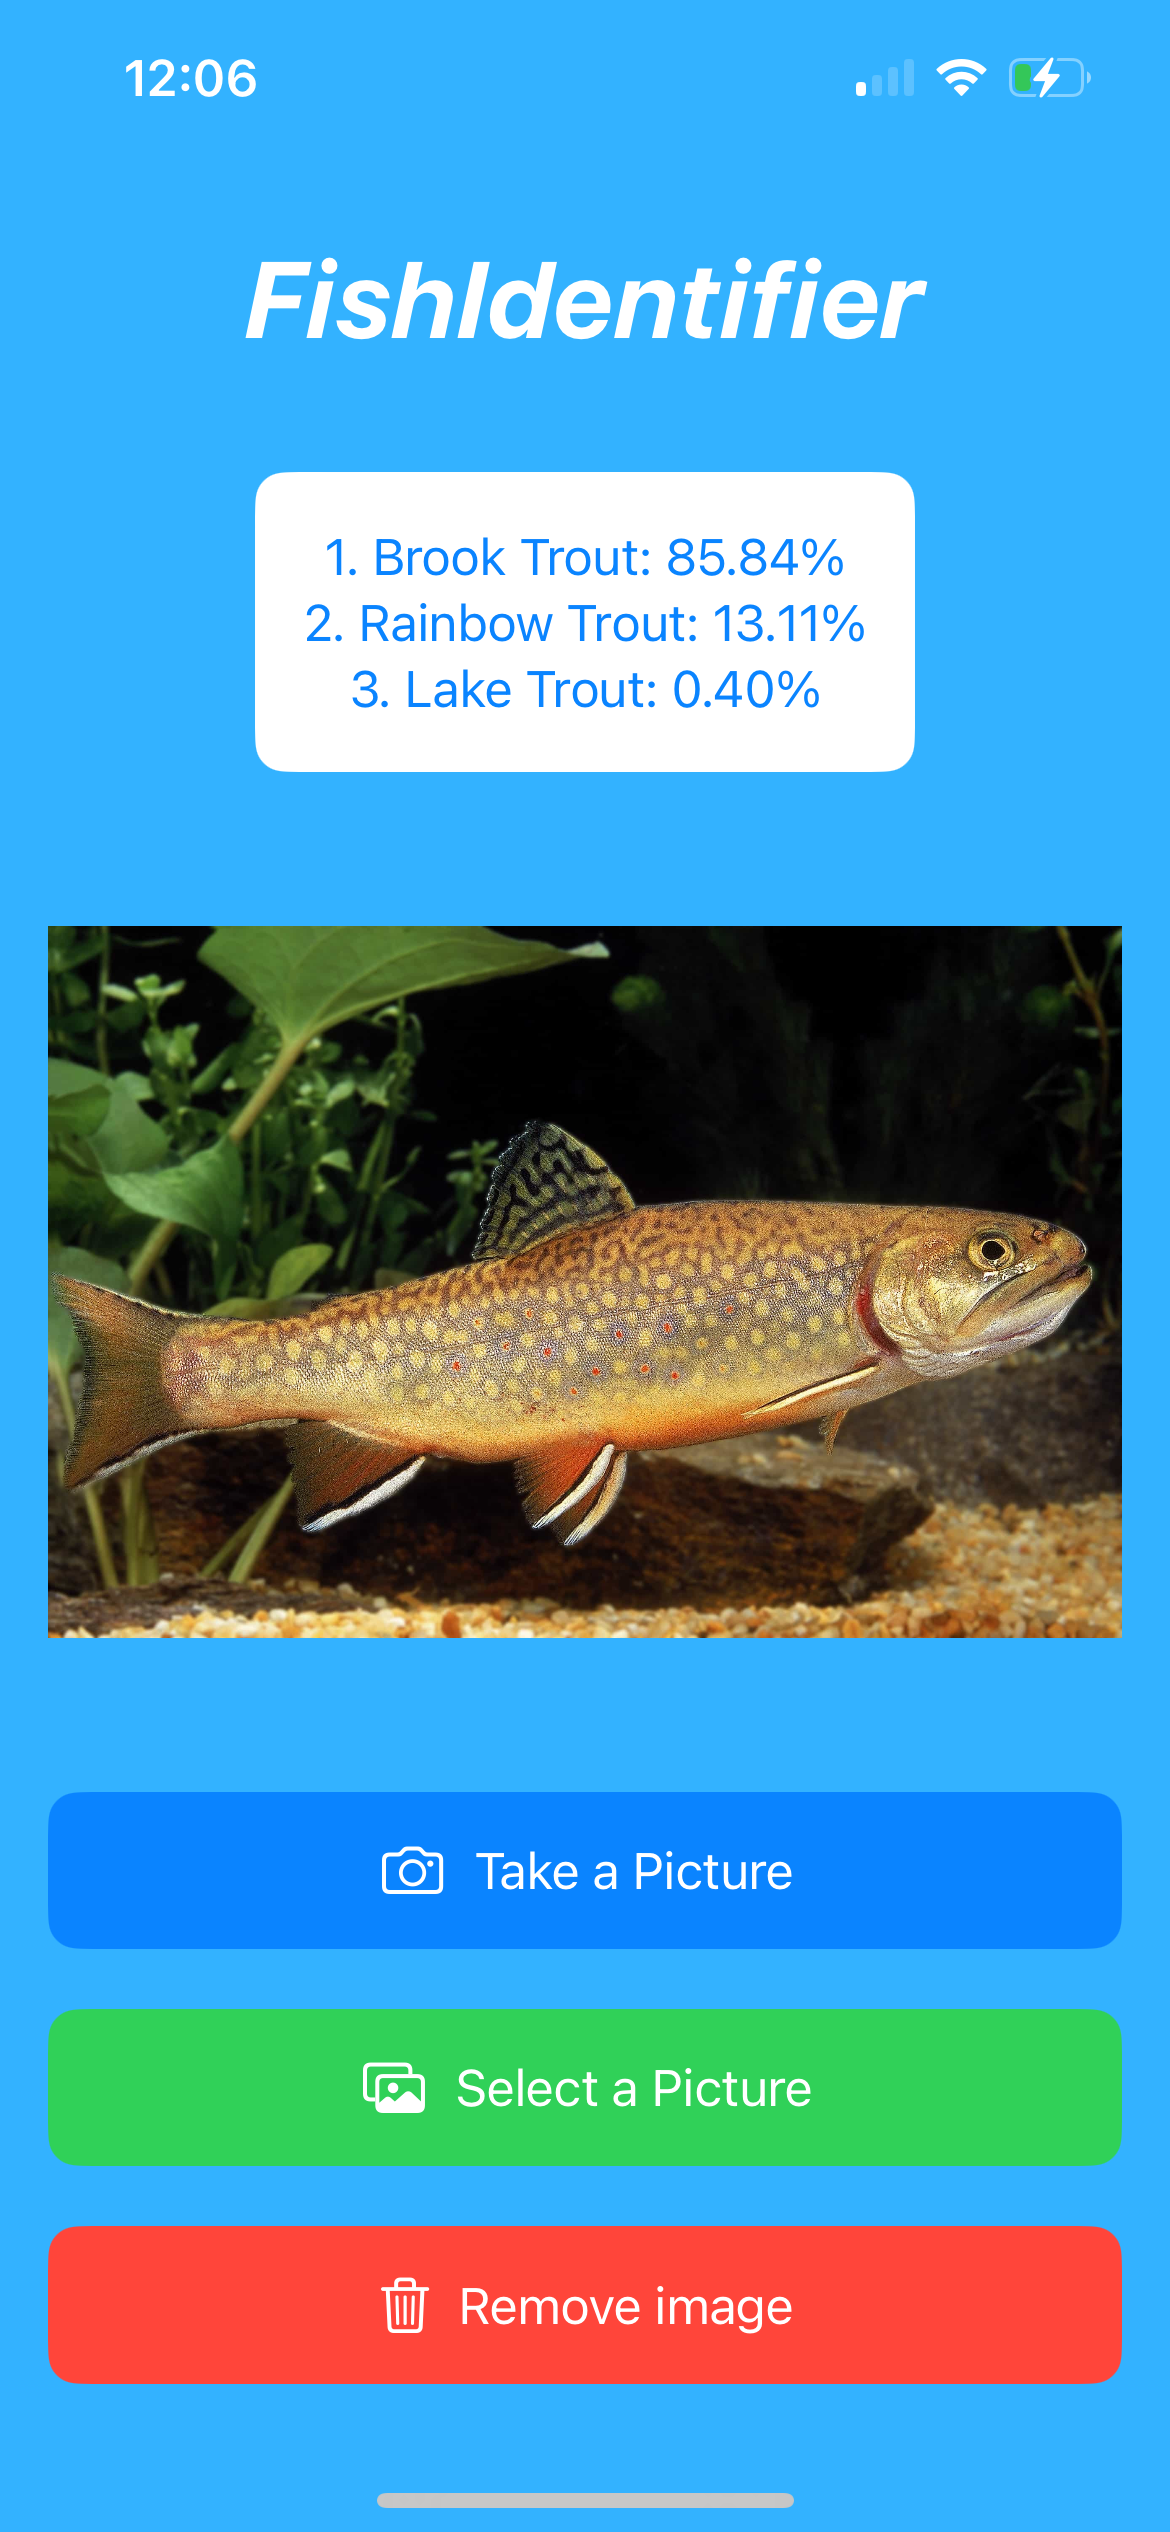 12:06
FishIdentifier
1. Brook Trout: 85.84%
2. Rainbow Trout: 13.11%
3. Lake Trout: 0.40%
Take a Picture
Select a Picture
Remove image